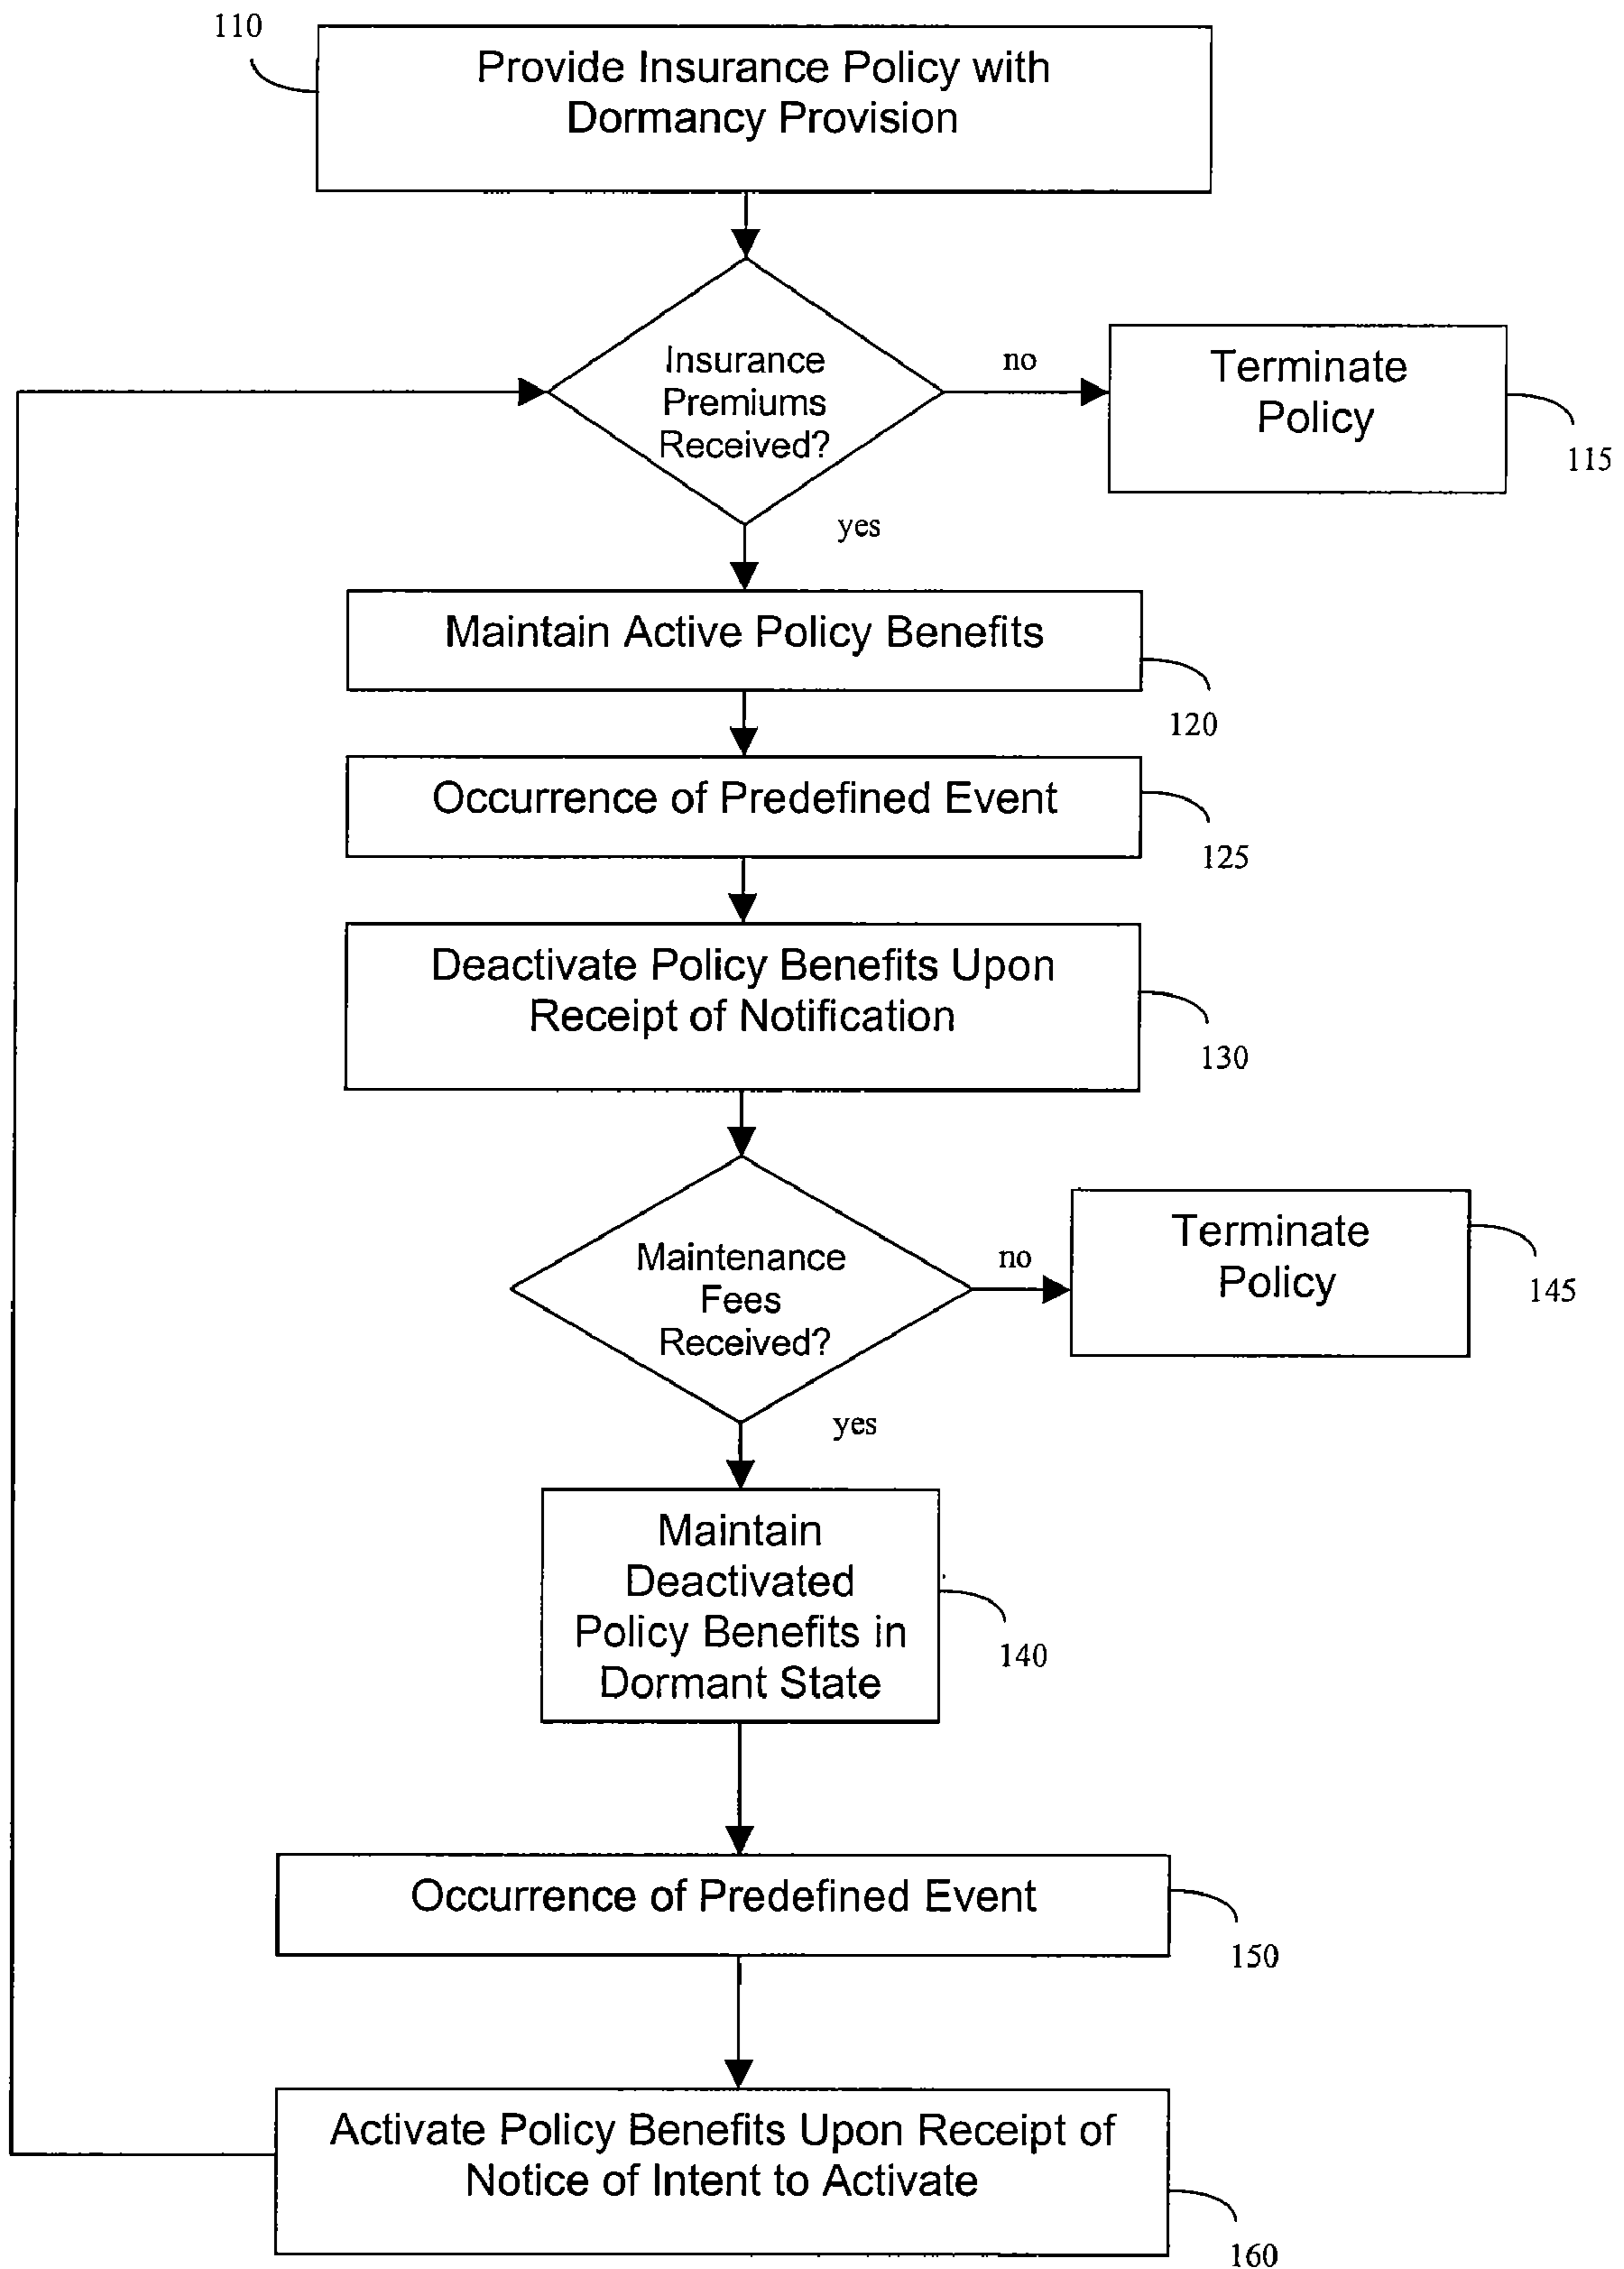 110
Provide Insurance Policy with
Dormancy Provision
Insurance
Premiums
Received?
no
Terminate
Policy
115
yes
Maintain Active Policy Benefits
120
Occurrence of Predefined Event
125
Deactivate Policy Benefits Upon
Receipt of Notification
130
Maintenance
Fees
Received?
no
Terminate
Policy
145
yes
Maintain
Deactivated
Policy Benefits in
Dormant State
140
Occurrence of Predefined Event
150
Activate Policy Benefits Upon Receipt of
Notice of Intent to Activate
160